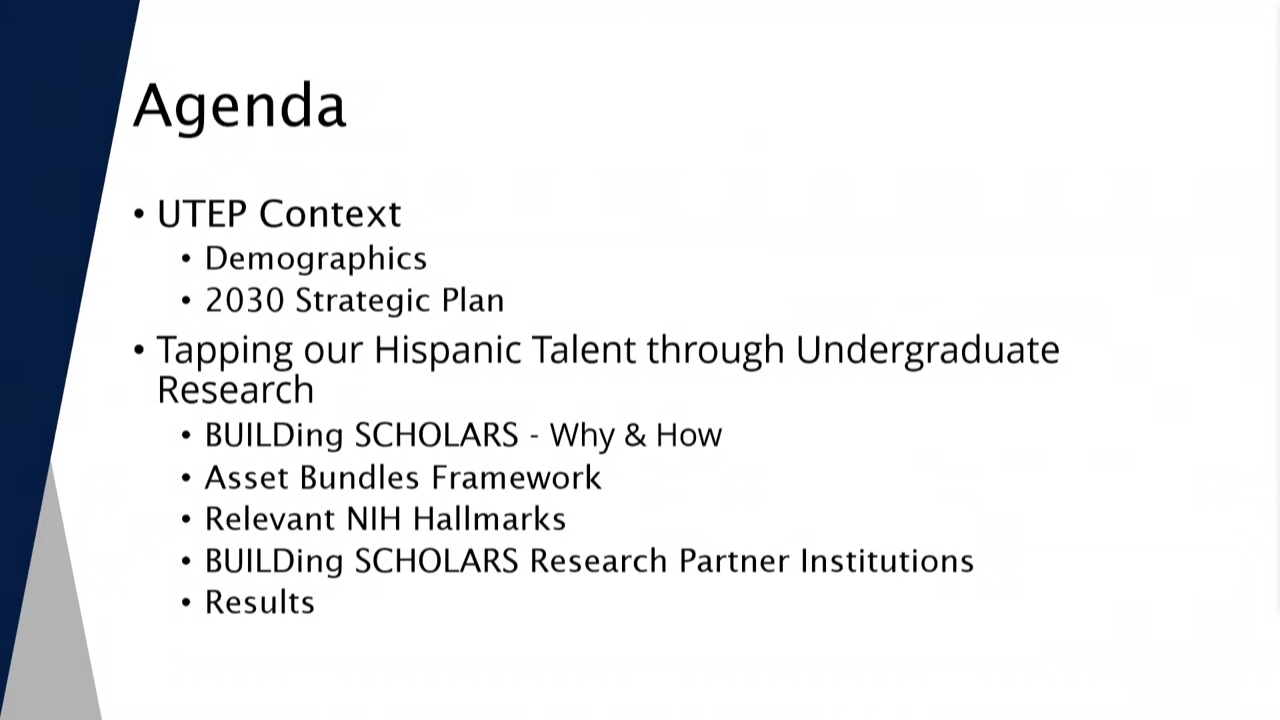 Agenda
• UTEP Context
• Demographics
• 2030 Strategic Plan
• Tapping our Hispanic Talent through Undergraduate
Research
• BUILDing SCHOLARS - Why & How
• Asset Bundles Framework
• Relevant NIH Hallmarks
• BUILDing SCHOLARS Research Partner Institutions
• Results